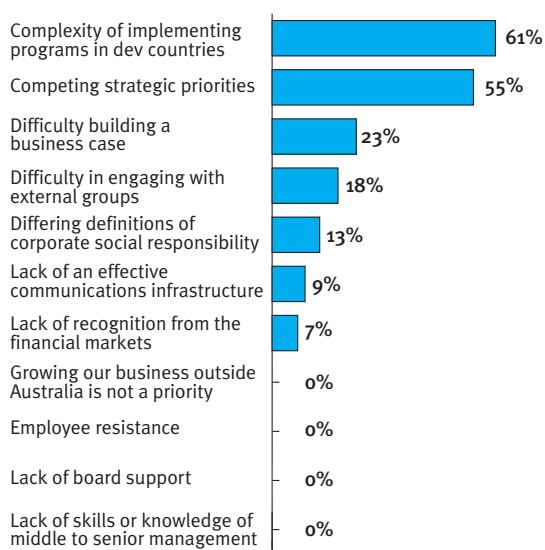 Complexity of implementing
programs in dev countries
61%
Competing strategic priorities
55%
Difficulty building a
business case
23%
Difficulty in engaging with
external groups
18%
Differing definitions of
corporate social responsibility
13%
Lack of an effective
communications infrastructure
9%
Lack of recognition from the
financial markets
7%
Growing our business outside
Australia is not a priority
0%
Employee resistance
0%
Lack of board support
0%
Lack of skills or knowledge of
middle to senior management
0%